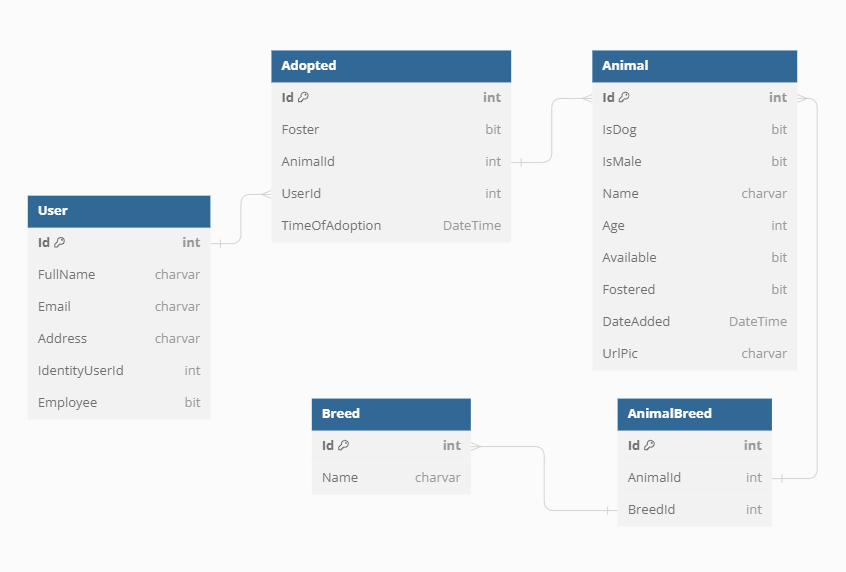 Adopted
Id int
Foster bit
AnimalId int
UserId int
TimeOfAdoption DateTime
Animal
Id int
IsDog bit
IsMale bit
Name charvar
Age int
Available bit
Fostered bit
DateAdded DateTime
UrlPic charvar
User
Id int
FullName charvar
Email charvar
Address charvar
IdentityUserId int
Employee bit
Breed
Id int
Name charvar
AnimalBreed
Id int
AnimalId int
BreedId int